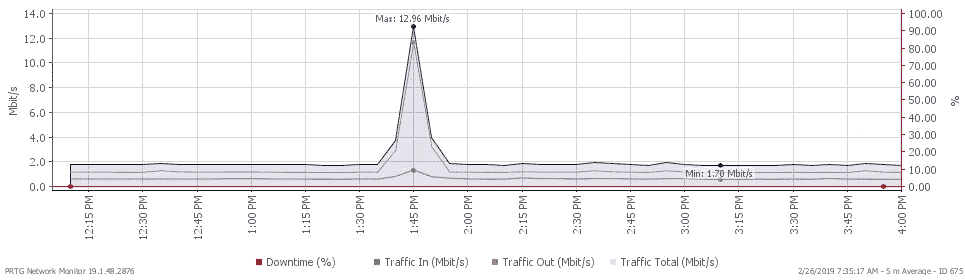 Max: 12.96 Mbit/s
14.0
12.0
10.0
8.0
6.0
4.0
2.0
0.0
Mbit/s
100.00
90.00
80.00
70.00
60.00
50.00
40.00
30.00
20.00
10.00
0.00
%
Min: 1.70 Mbit/s
12:15 PM
12:30 PM
12:45 PM
1:00 PM
1:15 PM
1:30 PM
1:45 PM
2:00 PM
2:15 PM
2:30 PM
2:45 PM
3:00 PM
3:15 PM
3:30 PM
3:45 PM
4:00 PM
Downtime (%)
Traffic In (Mbit/s)
Traffic Out (Mbit/s)
Traffic Total (Mbit/s)
PRTG Network Monitor 19.1.48.2876
2/26/2019 7:35:17 AM - 5 m Average - ID 675